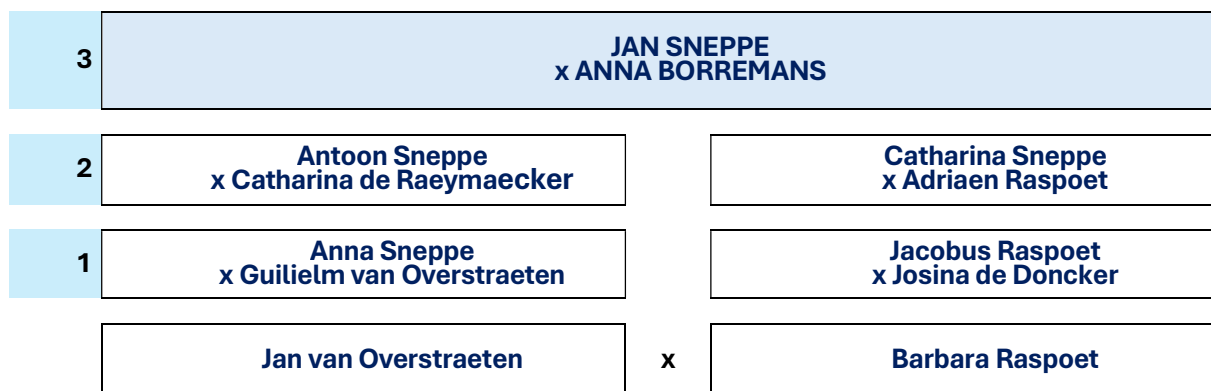 3
JAN SNEPPE
x ANNA BORREMANS
2
Antoon Sneppe
x Catharina de Raeymaecker
Catharina Sneppe
x Adriaen Raspoet
1
Anna Sneppe
x Guilielm van Overstraeten
Jacobus Raspoet
x Josina de Doncker
Jan van Overstraeten
x
Barbara Raspoet